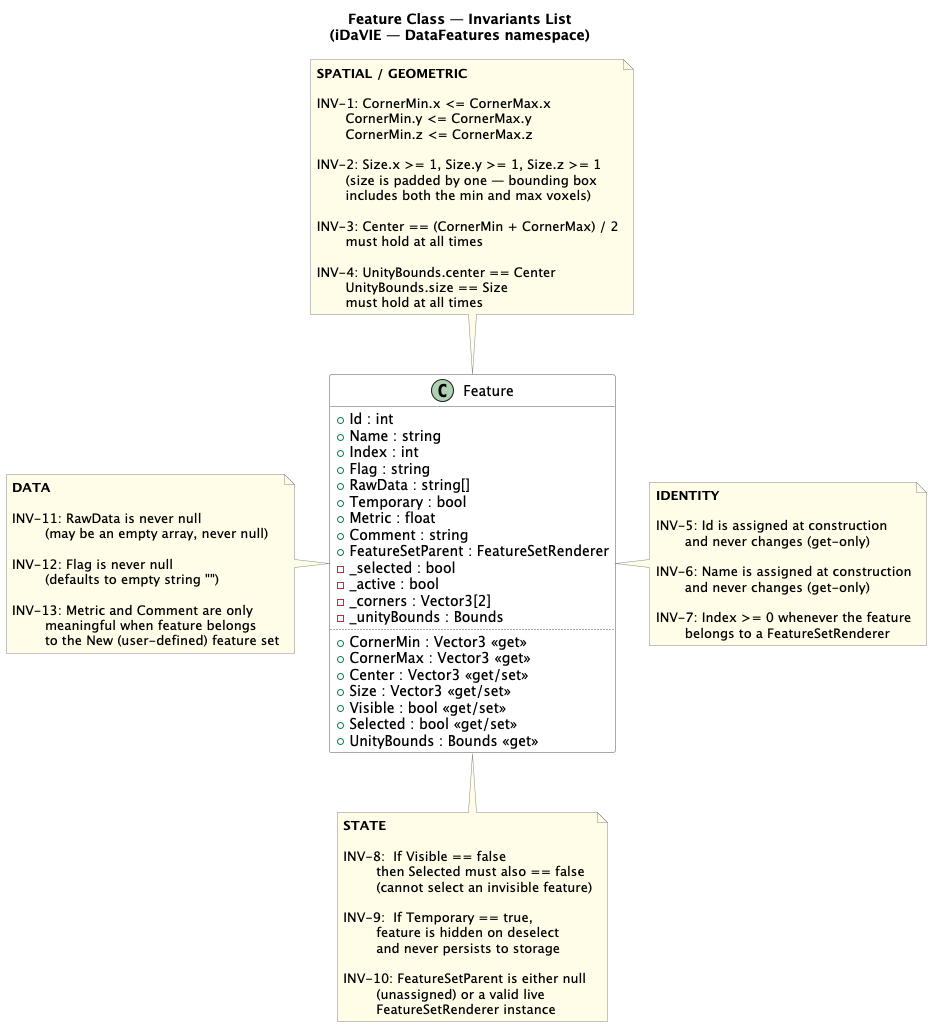 Feature Class — Invariants List
(iDaVIE — DataFeatures namespace)
SPATIAL / GEOMETRIC
INV-1: CornerMin.x <= CornerMax.x
CornerMin.y <= CornerMax.y
CornerMin.z <= CornerMax.z
INV-2: Size.x >= 1, Size.y >= 1, Size.z >= 1
(size is padded by one — bounding box
includes both the min and max voxels)
INV-3: Center == (CornerMin + CornerMax) / 2
must hold at all times
INV-4: UnityBounds.center == Center
UnityBounds.size == Size
must hold at all times
C Feature
Id : int
Name : string
Index : int
Flag : string
RawData : string[]
Temporary : bool
Metric : float
Comment : string
FeatureSetParent : FeatureSetRenderer
_selected : bool
_active : bool
_corners : Vector3[2]
_unityBounds : Bounds
CornerMin : Vector3 «get»
CornerMax : Vector3 «get»
Center : Vector3 «get/set»
Size : Vector3 «get/set»
Visible : bool «get/set»
Selected : bool «get/set»
UnityBounds : Bounds «get»
DATA
INV-11: RawData is never null
(may be an empty array, never null)
INV-12: Flag is never null
(defaults to empty string "")
INV-13: Metric and Comment are only
meaningful when feature belongs
to the New (user-defined) feature set
IDENTITY
INV-5: Id is assigned at construction
and never changes (get-only)
INV-6: Name is assigned at construction
and never changes (get-only)
INV-7: Index >= 0 whenever the feature
belongs to a FeatureSetRenderer
STATE
INV-8:  If Visible == false
then Selected must also == false
(cannot select an invisible feature)
INV-9:  If Temporary == true,
feature is hidden on deselect
and never persists to storage
INV-10: FeatureSetParent is either null
(unassigned) or a valid live
FeatureSetRenderer instance